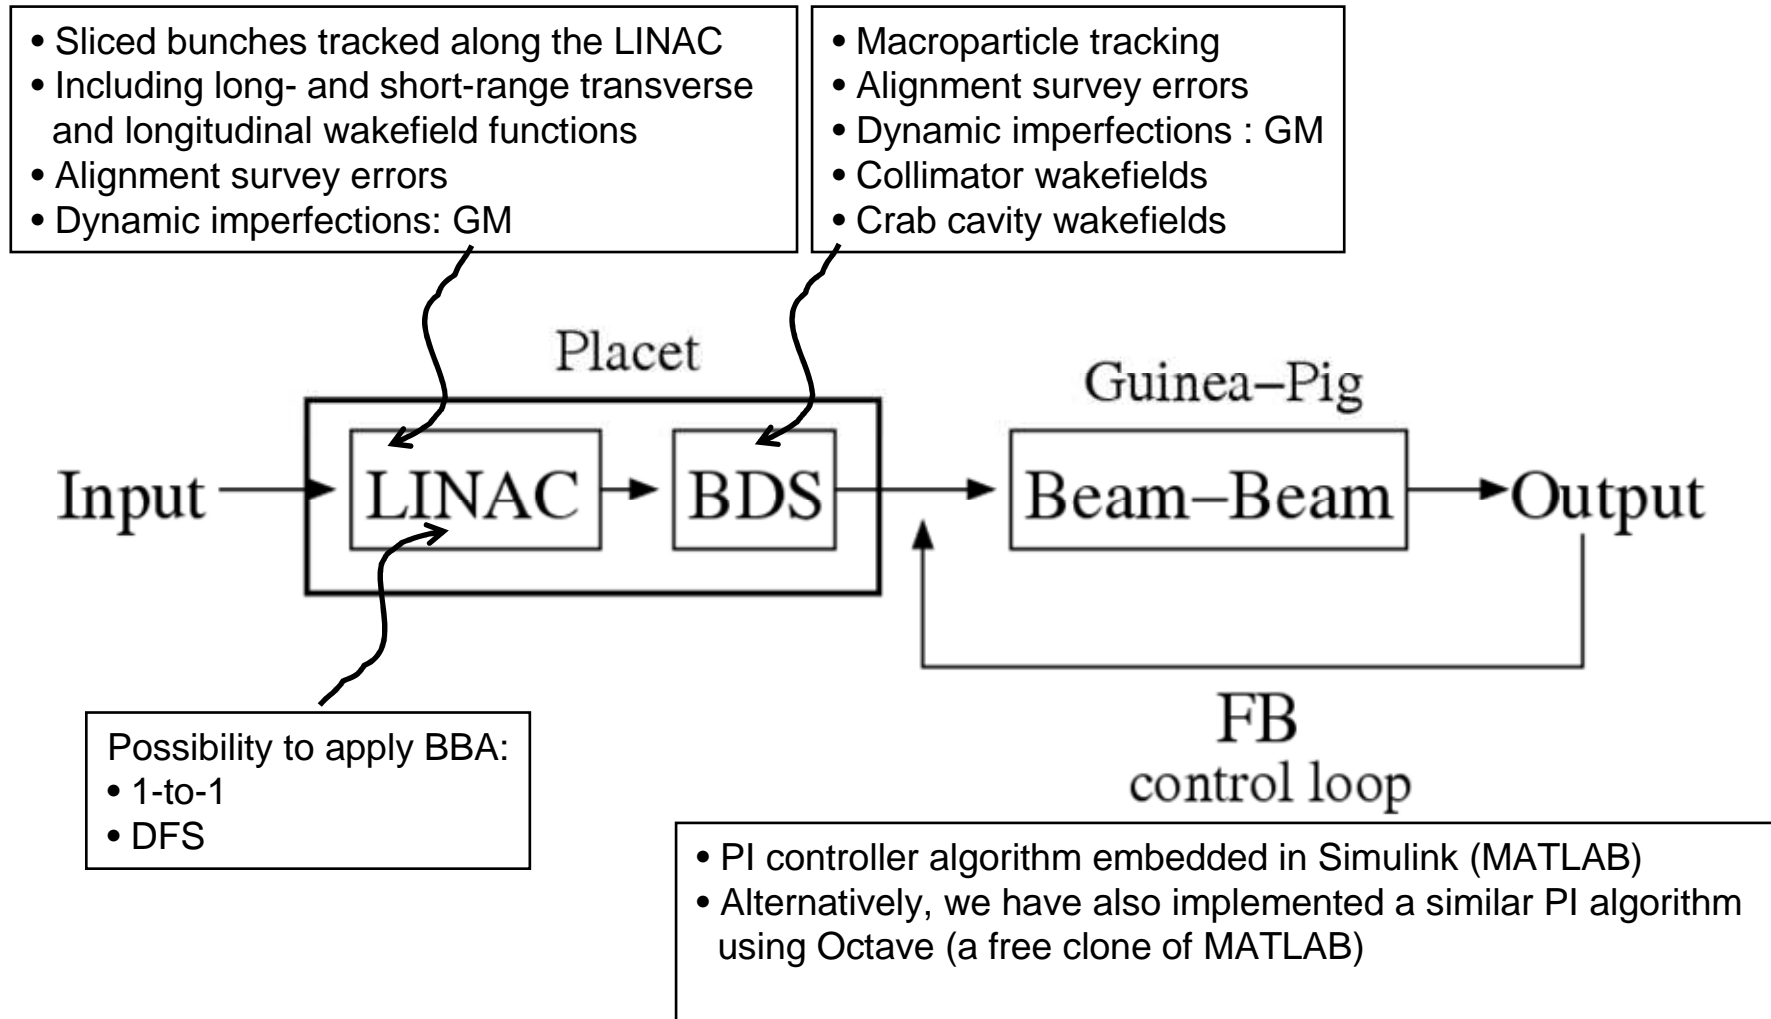 • Sliced bunches tracked along the LINAC
• Including long- and short-range transverse
and longitudinal wakefield functions
• Alignment survey errors
• Dynamic imperfections: GM
• Macroparticle tracking
• Alignment survey errors
• Dynamic imperfections : GM
• Collimator wakefields
• Crab cavity wakefields
Placet
Guinea–Pig
Input
LINAC
BDS
Beam–Beam
Output
FB
control loop
Possibility to apply BBA:
• 1-to-1
• DFS
• PI controller algorithm embedded in Simulink (MATLAB)
• Alternatively, we have also implemented a similar PI algorithm
using Octave (a free clone of MATLAB)